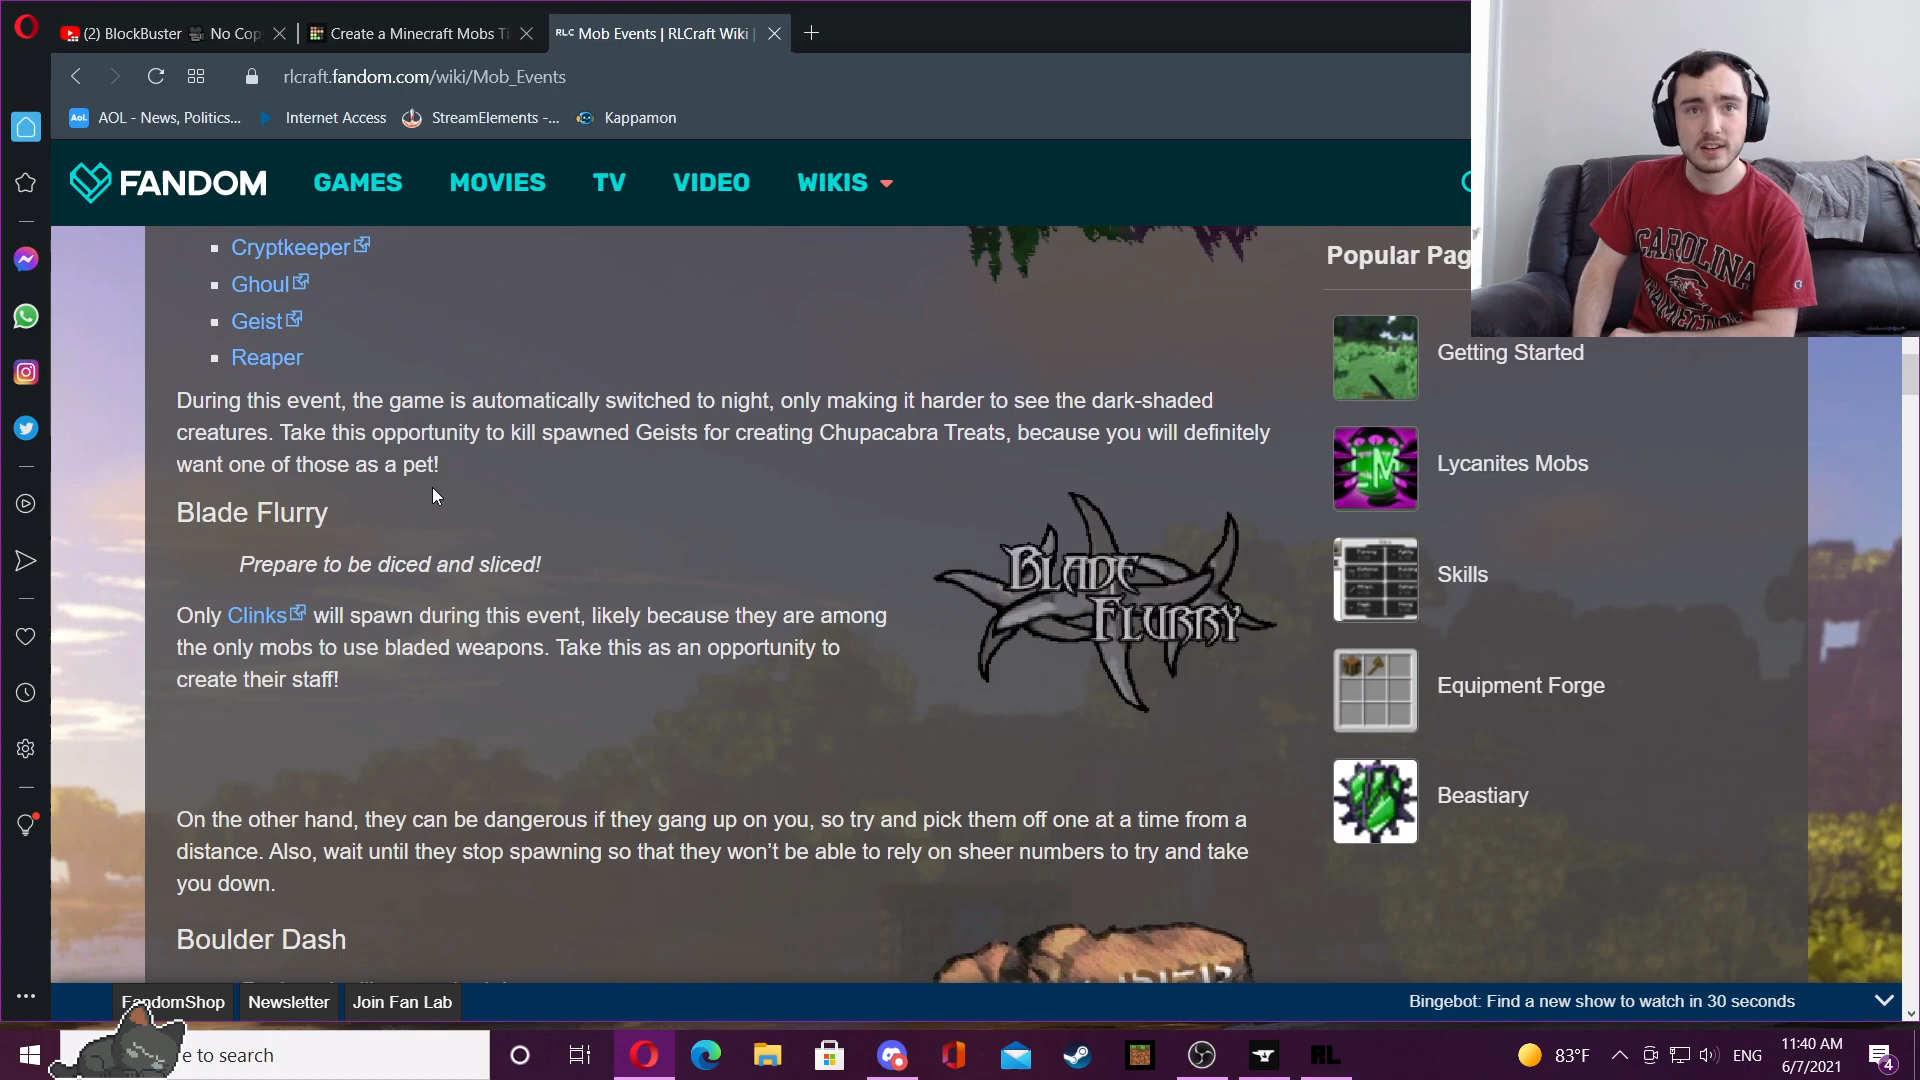 (2) BlockBuster 🎥 No Cop
Create a Minecraft Mobs Ti
RLC Mob Events | RLCraft Wiki |
rlcraft.fandom.com/wiki/Mob_Events
Aol. AOL - News, Politics...
Internet Access
StreamElements -...
Kappamon
FANDOM
GAMES
MOVIES
TV
VIDEO
WIKIS
Cryptkeeper
Ghoul
Geist
Reaper
During this event, the game is automatically switched to night, only making it harder to see the dark-shaded
creatures. Take this opportunity to kill spawned Geists for creating Chupacabra Treats, because you will definitely
want one of those as a pet!
Blade Flurry
Prepare to be diced and sliced!
Only Clinks will spawn during this event, likely because they are among
the only mobs to use bladed weapons. Take this as an opportunity to
create their staff!
BLADE
FLURRY
On the other hand, they can be dangerous if they gang up on you, so try and pick them off one at a time from a
distance. Also, wait until they stop spawning so that they won't be able to rely on sheer numbers to try and take
you down.
Boulder Dash
Popular Pag
Getting Started
Lycanites Mobs
Skills
Equipment Forge
Beastiary
CAROLINA
GAMECOCKS
FandomShop
Newsletter
Join Fan Lab
Bingebot: Find a new show to watch in 30 seconds
e to search
RL
83°F
ENG
11:40 AM
6/7/2021
4